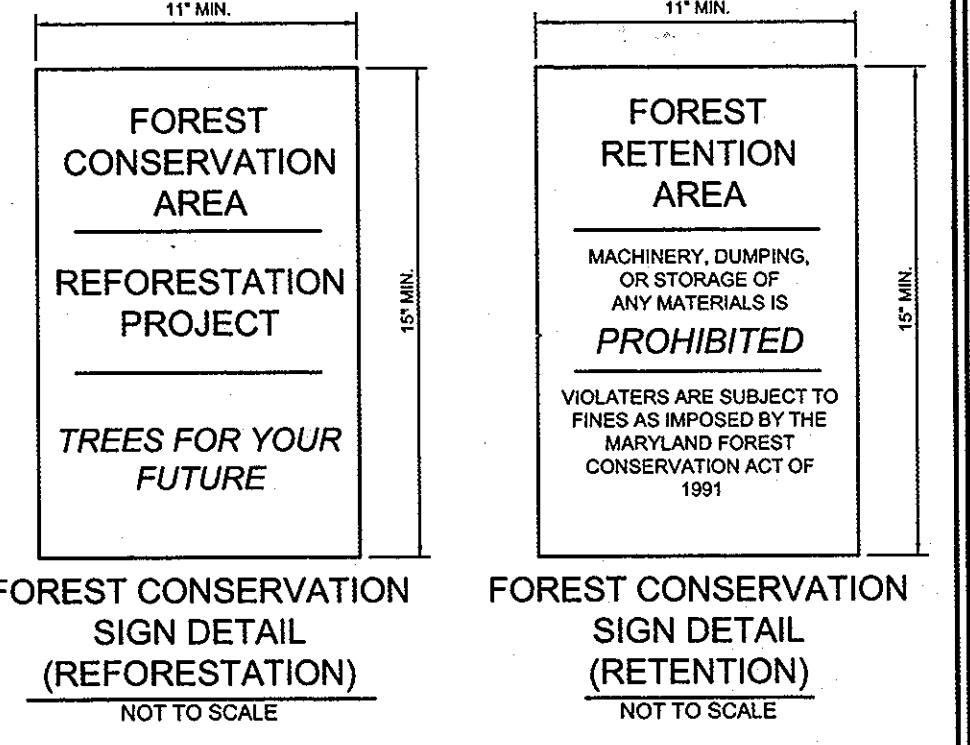 11" MIN.
FOREST
CONSERVATION
AREA
REFORESTATION
PROJECT
TREES FOR YOUR
FUTURE
15" MIN.
FOREST CONSERVATION
SIGN DETAIL
(REFORESTATION)
NOT TO SCALE
11" MIN.
FOREST
RETENTION
AREA
MACHINERY, DUMPING,
OR STORAGE OF
ANY MATERIALS IS
PROHIBITED
VIOLATERS ARE SUBJECT TO
FINES AS IMPOSED BY THE
MARYLAND FOREST
CONSERVATION ACT OF
1991
15" MIN.
FOREST CONSERVATION
SIGN DETAIL
(RETENTION)
NOT TO SCALE